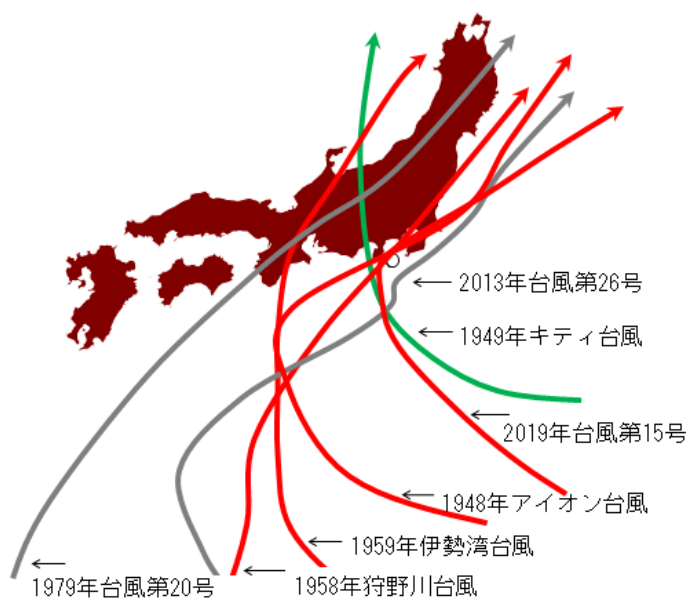 2013年台風第26号
1949年キティ台風
2019年台風第15号
1948年アイオン台風
1959年伊勢湾台風
1979年台風第20号
1958年狩野川台風